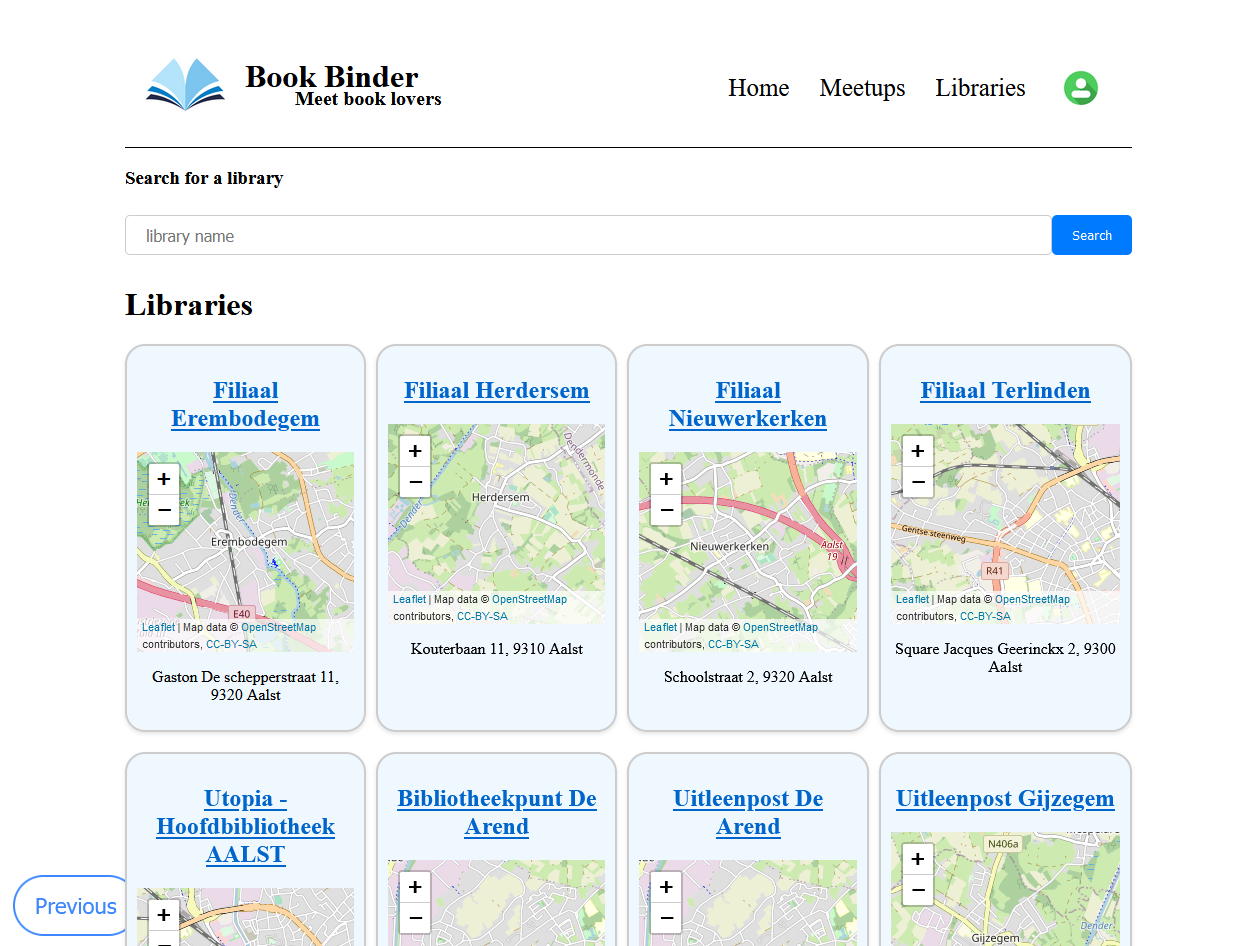 Book Binder
Meet book lovers
Home Meetups Libraries
Search for a library
library name
Search
Libraries
Filiaal
Erembodegem
+
−
Dender
Erembodegem
E40
Leaflet | Map data © OpenStreetMap
contributors, CC-BY-SA
Gaston De schepperstraat 11,
9320 Aalst
Filiaal Herdersem
+
−
Dendermonde
Herdersem
Dender
Leaflet | Map data © OpenStreetMap
contributors, CC-BY-SA
Kouterbaan 11, 9310 Aalst
Filiaal
Nieuwerkerken
+
−
Nieuwerkerken
Aalst
19
Leaflet | Map data © OpenStreetMap
contributors, CC-BY-SA
Schoolstraat 2, 9320 Aalst
Filiaal Terlinden
+
−
Gentse steenweg
R41
Leaflet | Map data © OpenStreetMap
contributors, CC-BY-SA
Square Jacques Geerinckx 2, 9300
Aalst
Utopia -
Hoofdbibliotheek
AALST
+
−
Bibliotheekpunt De
Arend
+
−
Uitleenpost De
Arend
+
−
Uitleenpost Gijzegem
N406a
+
−
Dender
Gijzegem
Previous